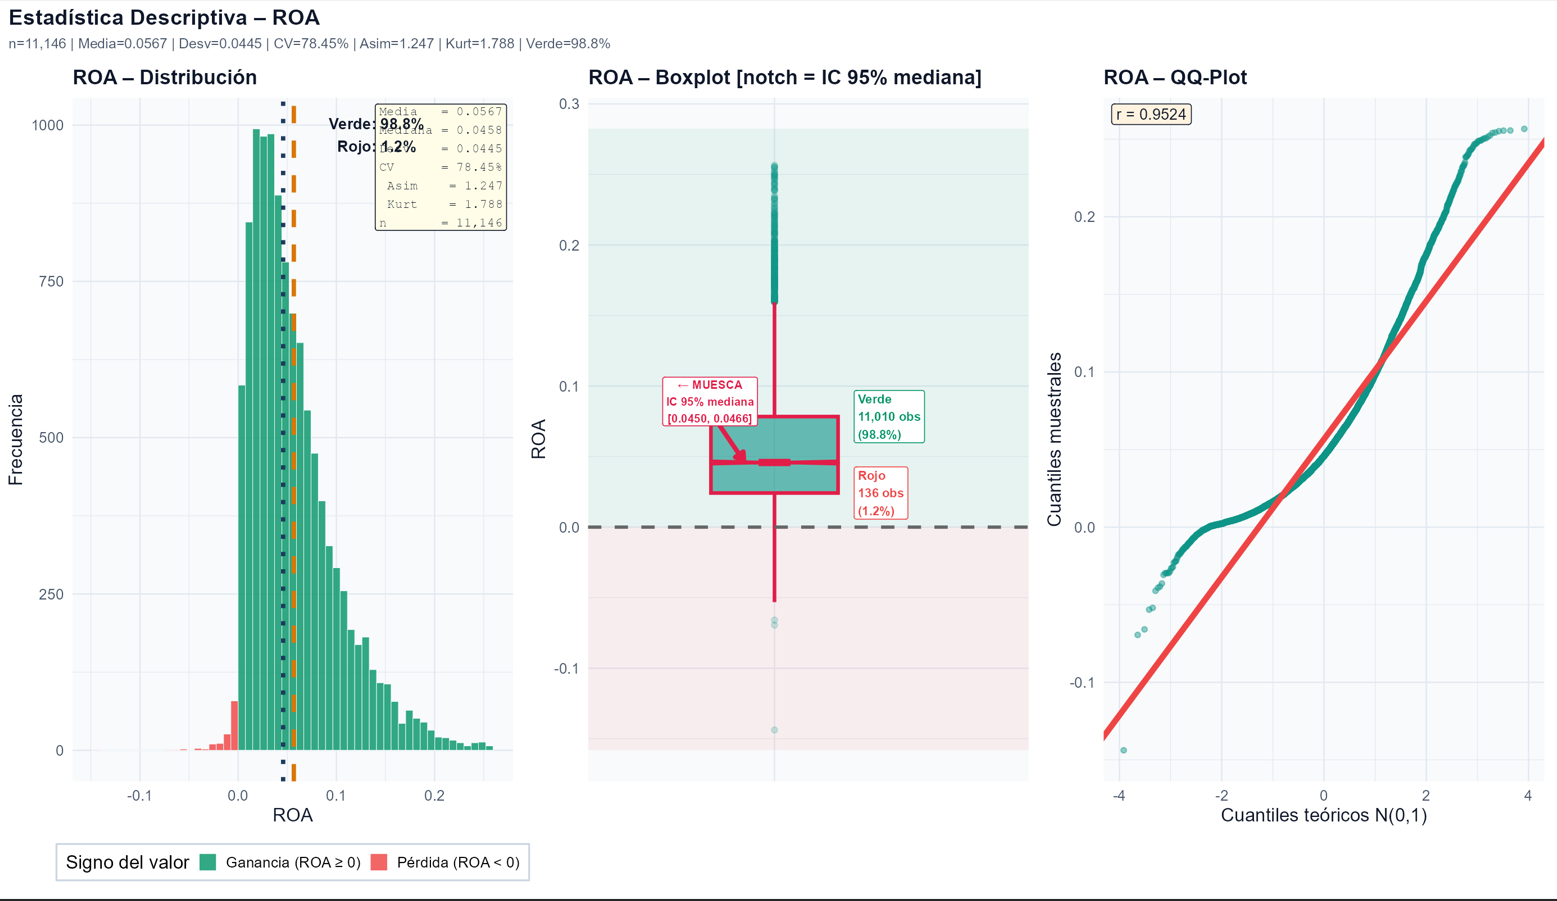 Estadística Descriptiva – ROA
n=11,146 | Media=0.0567 | Desv=0.0445 | CV=78.45% | Asim=1.247 | Kurt=1.788 | Verde=98.8%
ROA – Distribución
Frecuencia
1000
750
500
250
0
Verde: 98.8%
Rojo: 1.2%
Media = 0.0567
Mediana = 0.0458
= 0.0445
CV = 78.45%
Asim = 1.247
Kurt = 1.788
n = 11,146
-0.1
0.0
0.1
0.2
ROA
Signo del valor
Ganancia (ROA ≥ 0)
Pérdida (ROA < 0)
ROA – Boxplot [notch = IC 95% mediana]
ROA
0.3
0.2
0.1
0.0
-0.1
← MUESCA
IC 95% mediana
[0.0450, 0.0466]
Verde
11,010 obs
(98.8%)
Rojo
136 obs
(1.2%)
ROA – QQ-Plot
r = 0.9524
Cuantiles muestrales
0.2
0.1
0.0
-0.1
-4
-2
0
2
4
Cuantiles teóricos N(0,1)